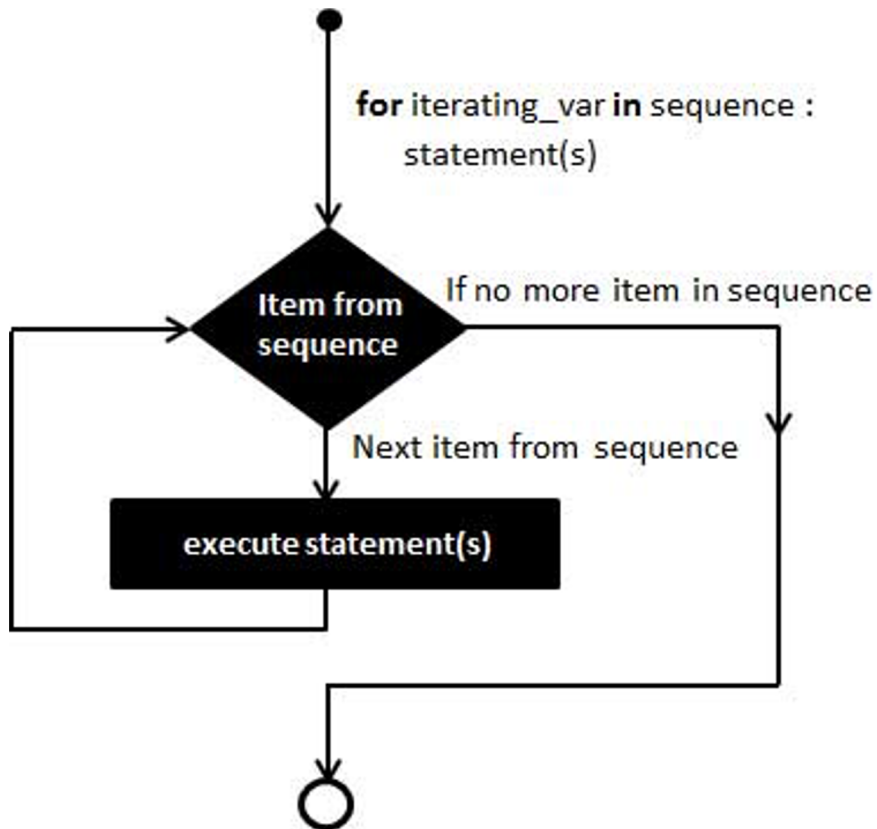 for iterating_var in sequence :
statement(s)
If no more item in sequence
Item from
sequence
Next item from sequence
execute statement(s)